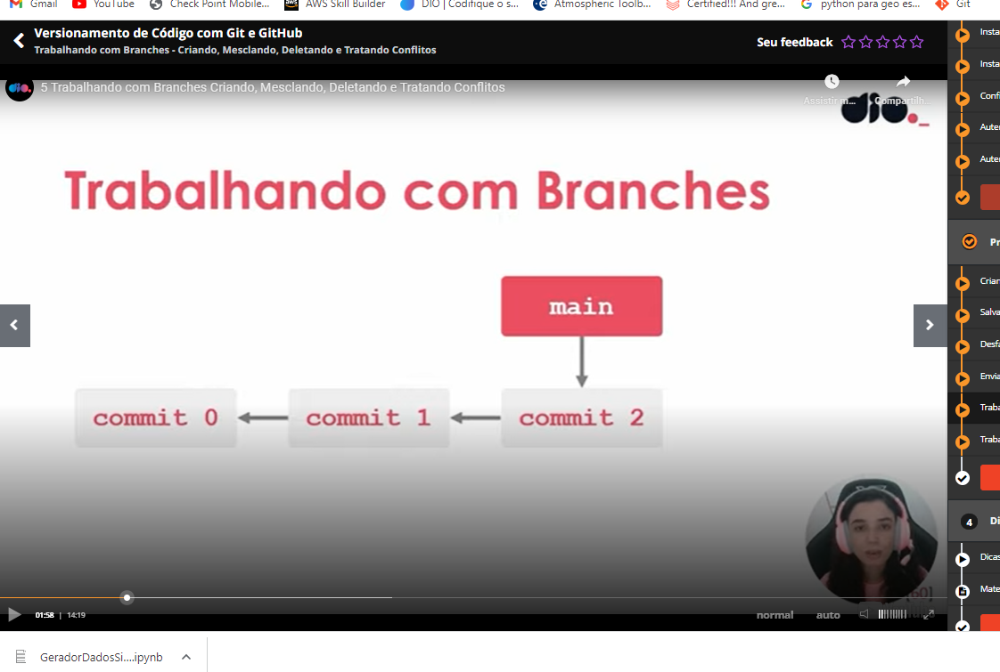 Gmail YouTube Check Point Mobile... AWS Skill Builder DIO | Codifique o s... Atmospheric Toolb... Certified!!! And gre... python para geo es... Git
Versionamento de Código com Git e GitHub
Trabalhando com Branches - Criando, Mesclando, Deletando e Tratando Conflitos
Seu feedback
5 Trabalhando com Branches Criando, Mesclando, Deletando e Tratando Conflitos
Assistir m... Compartilh...
dio._
Trabalhando com Branches
main
commit 0 commit 1 commit 2
01:58 | 14:19
normal auto
Insta
Insta
Confi
Auter
Auter
Pr
Crian
Salva
Desfa
Envia
Traba
Traba
4 Di
Dicas
Mate
GeradorDadosSi....ipynb